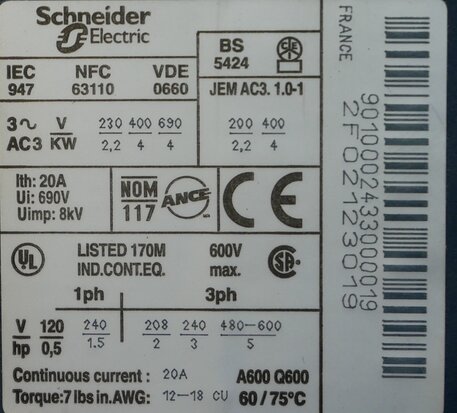 Schneider
Electric
IEC 947
NFC 63110
VDE 0660
BS 5424
JEM AC3. 1.0-1
3~ V 230 400 690 200 400
AC3 KW 2,2 4 4 2,2 4
Ith: 20A
Ui: 690V
Uimp: 8kV
NOM 117
ANCE
CE
UL
LISTED 170M
IND.CONT.EQ.
600V max.
SA
1ph 3ph
V 120 240 208 240 480-600
hp 0,5 1.5 2 3 5
Continuous current : 20A A600 Q600
Torque:7 lbs in. AWG: 12-18 CU 60 / 75°C
FRANCE
9010002433000019
2F02123019